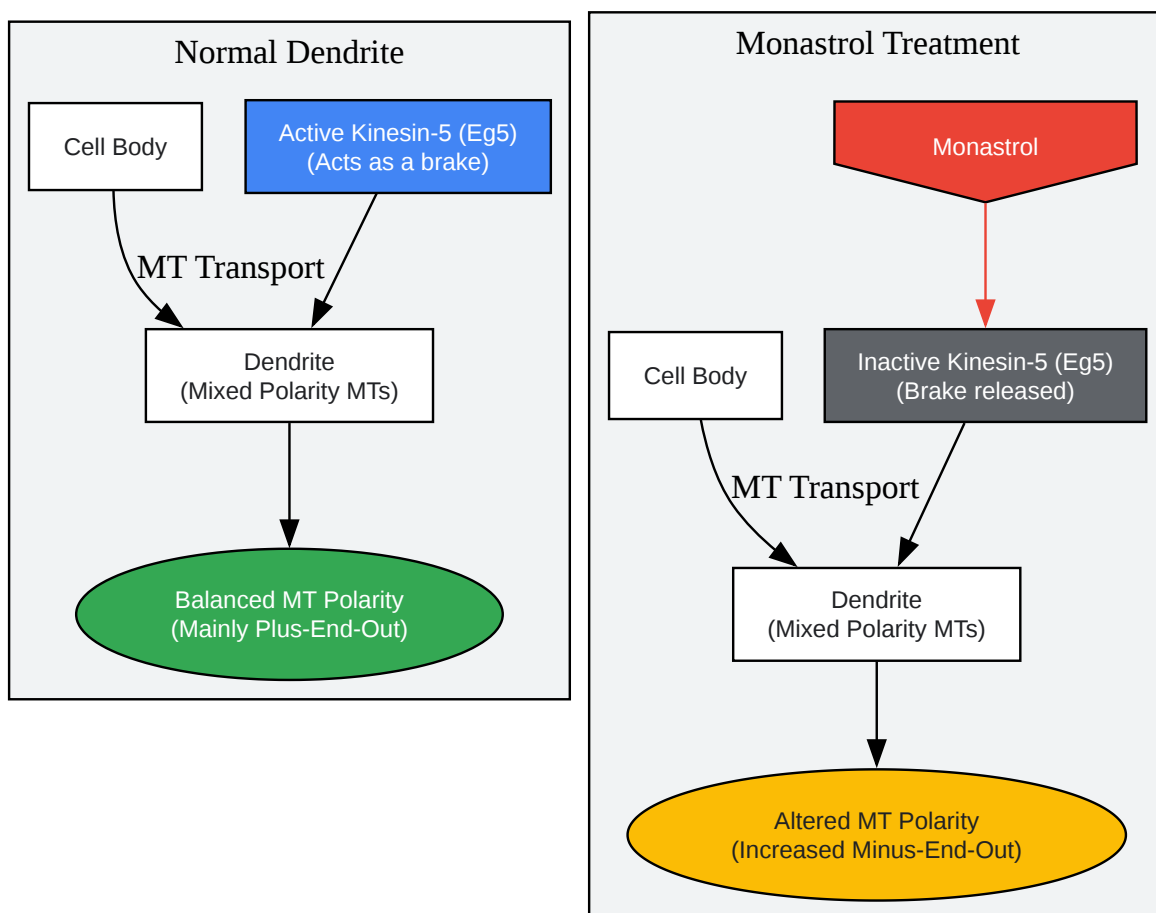 Normal Dendrite
Cell Body
Active Kinesin-5 (Eg5)
(Acts as a brake)
MT Transport
Dendrite
(Mixed Polarity MTs)
Balanced MT Polarity
(Mainly Plus-End-Out)
Monastrol Treatment
Monastrol
Cell Body
Inactive Kinesin-5 (Eg5)
(Brake released)
MT Transport
Dendrite
(Mixed Polarity MTs)
Altered MT Polarity
(Increased Minus-End-Out)